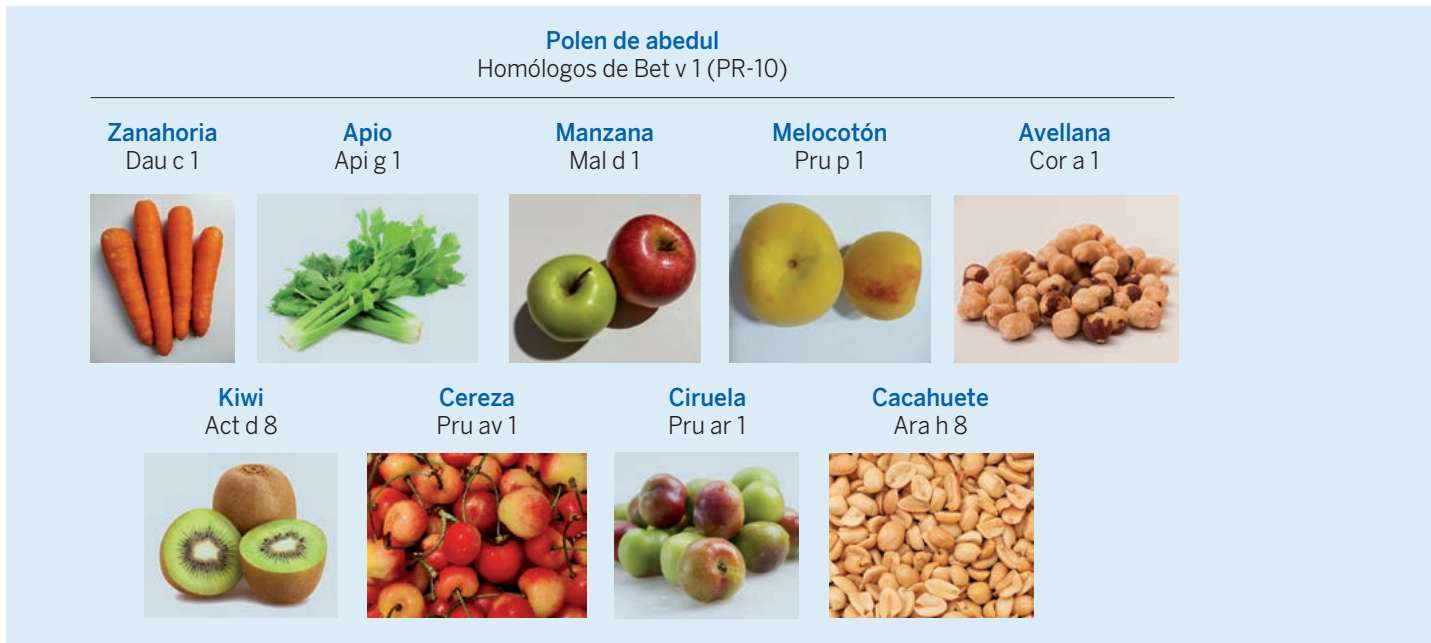 Polen de abedul
Homólogos de Bet v 1 (PR-10)
Zanahoria
Dau c 1
Apio
Api g 1
Manzana
Mal d 1
Melocotón
Pru p 1
Avellana
Cor a 1
Kiwi
Act d 8
Cereza
Pru av 1
Ciruela
Pru ar 1
Cacahuete
Ara h 8